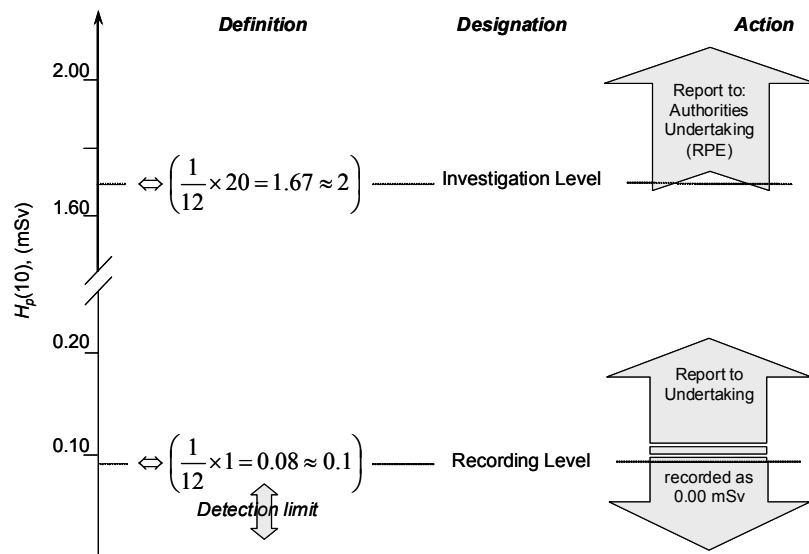 Definition Designation Action
2.00
Report to:
Authorities
Undertaking
(RPE)
⇔ (1/12 × 20 = 1.67 ≈ 2) Investigation Level
1.60
H_p(10), (mSv)
0.20
Report to
Undertaking
0.10
⇔ (1/12 × 1 = 0.08 ≈ 0.1) Recording Level
recorded as
0.00 mSv
Detection limit